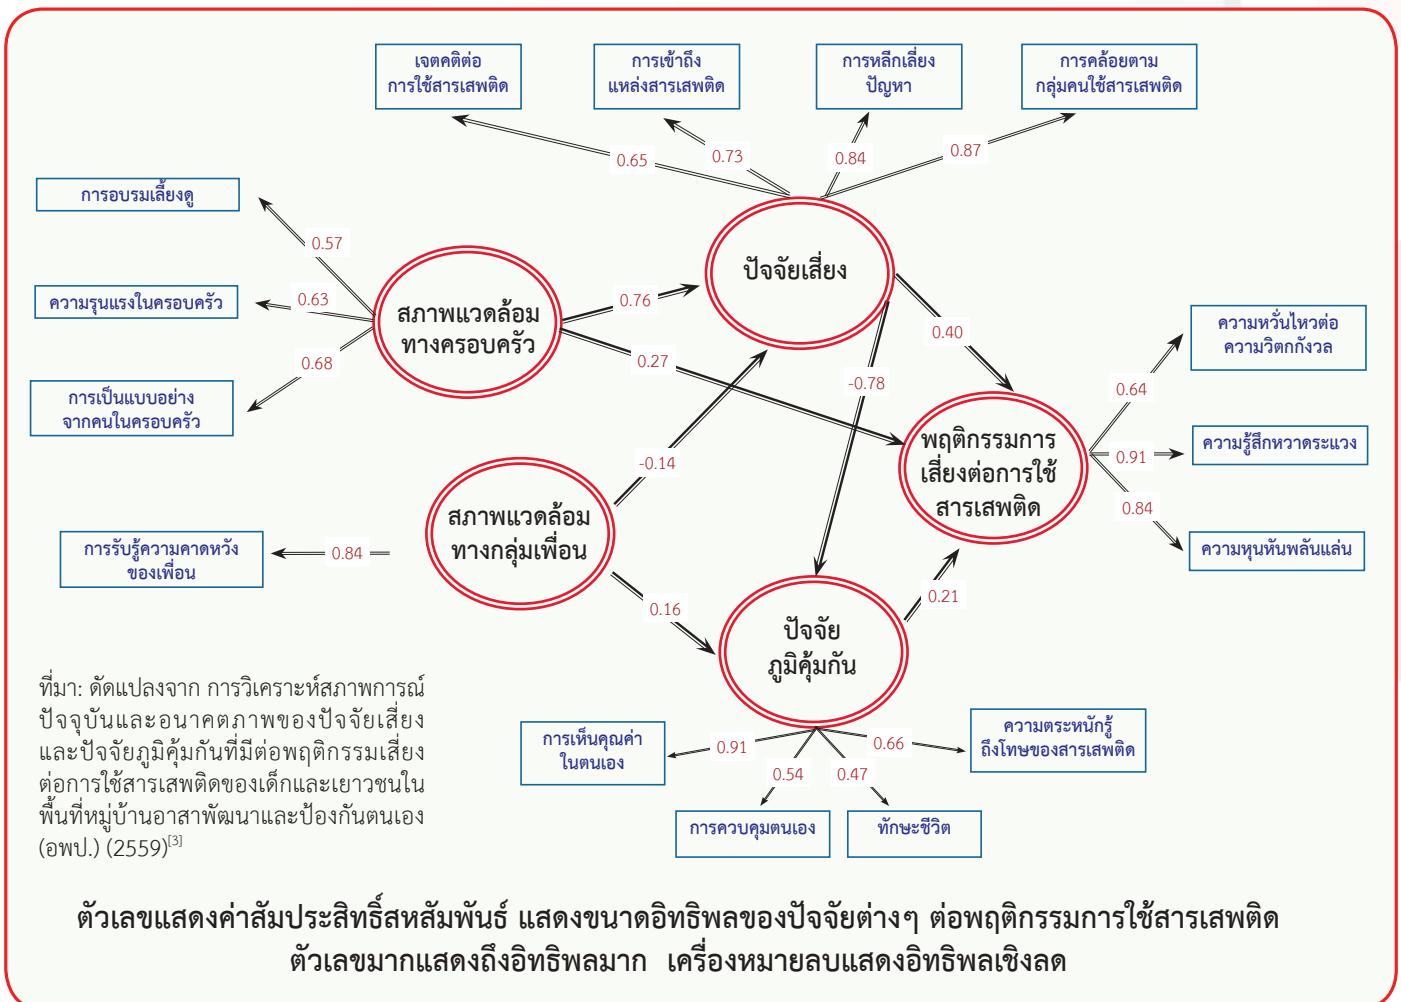 เจตคติต่อ
การใช้สารเสพติด
การเข้าถึง
แหล่งสารเสพติด
การหลีกเลี่ยง
ปัญหา
การคล้อยตาม
กลุ่มคนใช้สารเสพติด
0.65
0.73
0.84
0.87
การอบรมเลี้ยงดู
0.57
ความรุนแรงในครอบครัว
0.63
การเป็นแบบอย่าง
จากคนในครอบครัว
0.68
สภาพแวดล้อม
ทางครอบครัว
0.76
0.27
ปัจจัยเสี่ยง
0.40
-0.78
-0.14
พฤติกรรมการ
เสี่ยงต่อการใช้
สารเสพติด
ความหวั่นไหวต่อ
ความวิตกกังวล
0.64
ความรู้สึกหวาดระแวง
0.91
0.84
ความหุนหันพลันแล่น
สภาพแวดล้อม
ทางกลุ่มเพื่อน
การรับรู้ความคาดหวัง
ของเพื่อน
0.84
0.16
0.21
ปัจจัย
ภูมิคุ้มกัน
การเห็นคุณค่า
ในตนเอง
0.91
0.54
0.47
0.66
ความตระหนักรู้
ถึงโทษของสารเสพติด
การควบคุมตนเอง
ทักษะชีวิต
ที่มา: ดัดแปลงจาก การวิเคราะห์สภาพการณ์
ปัจจุบันและอนาคตภาพของปัจจัยเสี่ยง
และปัจจัยภูมิคุ้มกันที่มีต่อพฤติกรรมเสี่ยง
ต่อการใช้สารเสพติดของเด็กและเยาวชนใน
พื้นที่หมู่บ้านอาสาพัฒนาและป้องกันตนเอง
(อพป.) (2559)[3]
ตัวเลขแสดงค่าสัมประสิทธิ์สหสัมพันธ์ แสดงขนาดอิทธิพลของปัจจัยต่างๆ ต่อพฤติกรรมการใช้สารเสพติด
ตัวเลขมากแสดงถึงอิทธิพลมาก เครื่องหมายลบแสดงอิทธิพลเชิงลด